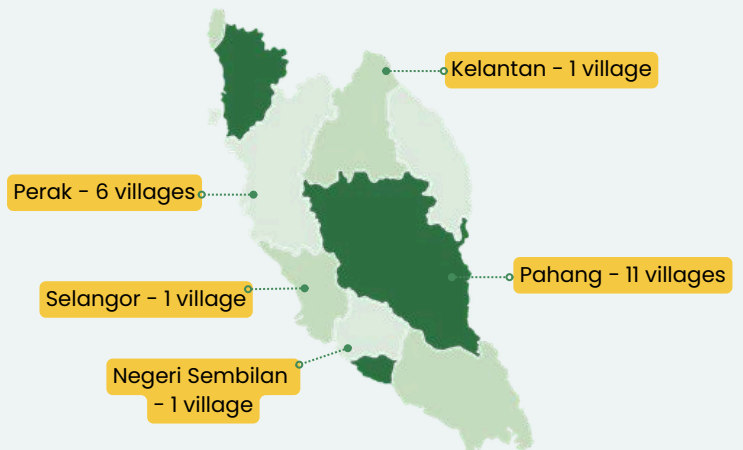 Kelantan - 1 village
Perak - 6 villages
Pahang - 11 villages
Selangor - 1 village
Negeri Sembilan
- 1 village